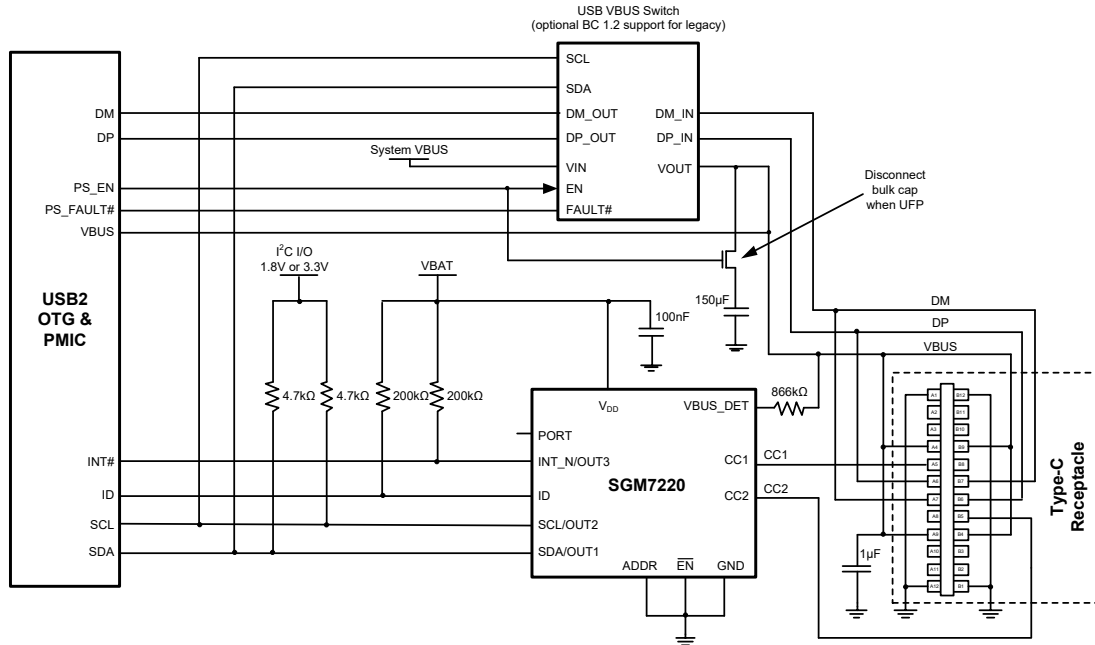 USB VBUS Switch
(optional BC 1.2 support for legacy)
SCL
SDA
DM
DM_OUT
DM_IN
DP
DP_OUT
DP_IN
System VBUS
VIN
VOUT
PS_EN
EN
PS_FAULT#
FAULT#
VBUS
Disconnect
bulk cap
when UFP
I²C I/O
1.8V or 3.3V
VBAT
USB2
OTG &
PMIC
150µF
100nF
DM
DP
VBUS
4.7kΩ
4.7kΩ
200kΩ
200kΩ
866kΩ
VDD
VBUS_DET
PORT
INT#
INT_N/OUT3
CC1
CC1
SGM7220
ID
ID
CC2
CC2
SCL
SCL/OUT2
SDA
SDA/OUT1
ADDR
EN
GND
1µF
A1
B12
A2
B11
A3
B10
A4
B9
A5
B8
A6
B7
A7
B6
A8
B5
A9
B4
A10
B3
A11
B2
A12
B1
Type-C
Receptacle